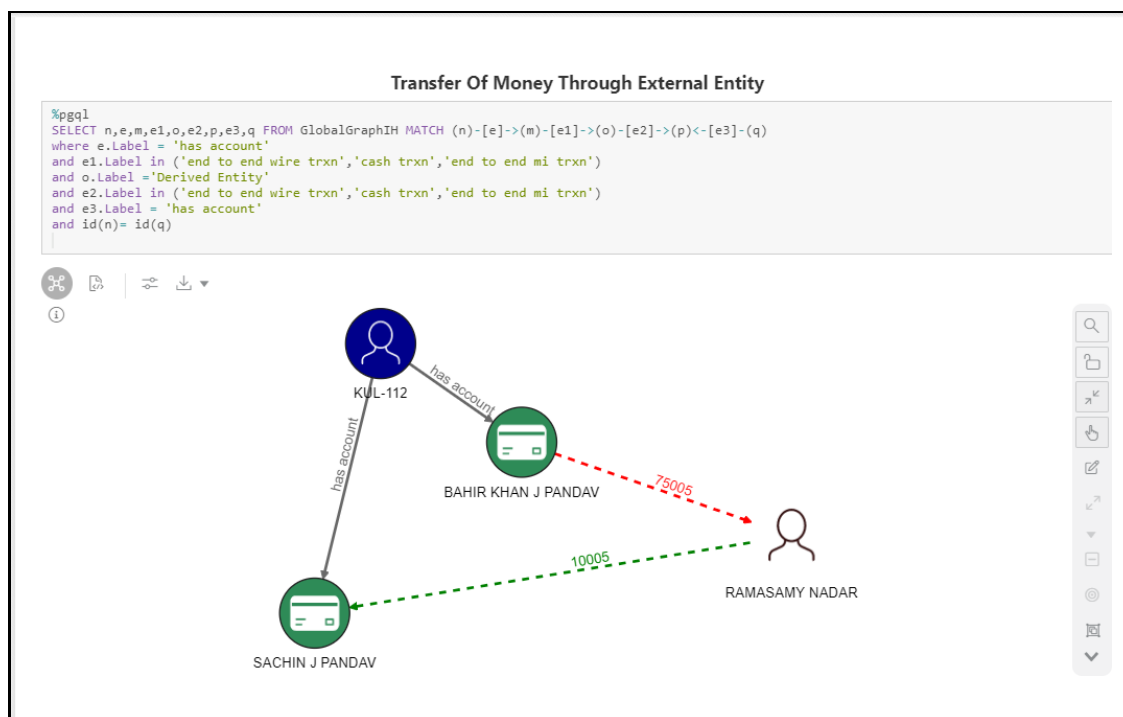 Transfer Of Money Through External Entity
%pgql
SELECT n,e,m,e1,o,e2,p,e3,q FROM GlobalGraphIH MATCH (n)-[e]->(m)-[e1]->(o)-[e2]->(p)<-[e3]-(q)
where e.Label = 'has account'
and e1.Label in ('end to end wire trxn','cash trxn','end to end mi trxn')
and o.Label ='Derived Entity'
and e2.Label in ('end to end wire trxn','cash trxn','end to end mi trxn')
and e3.Label = 'has account'
and id(n)= id(q)
KUL-112
has account
has account
BAHIR KHAN J PANDAV
75005
10005
RAMASAMY NADAR
SACHIN J PANDAV